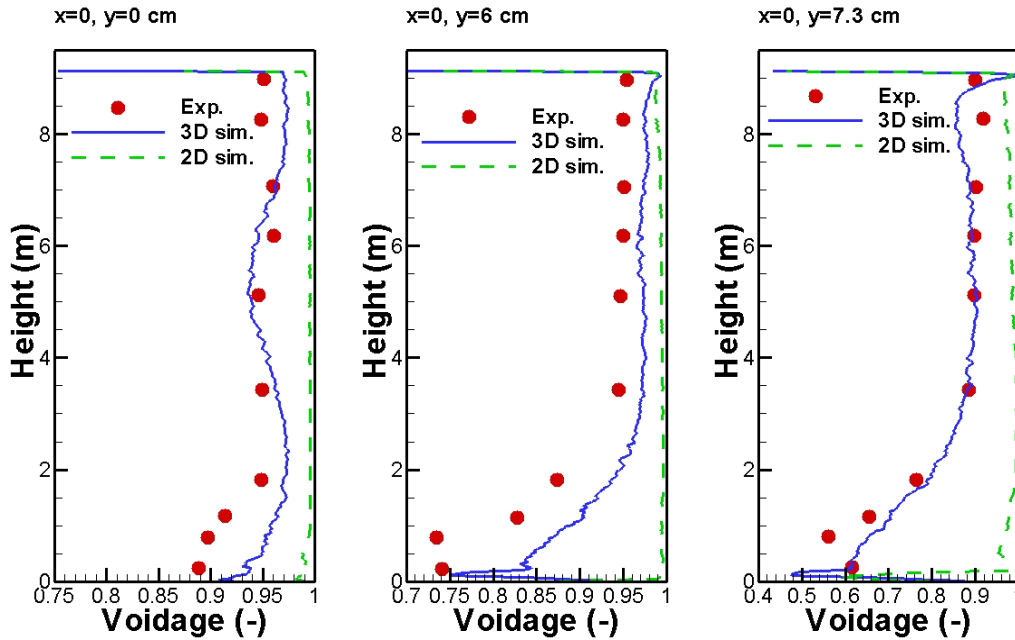 x=0, y=0 cm
Exp.
3D sim.
2D sim.
Height (m)
8
6
4
2
0
0.75 0.8 0.85 0.9 0.95 1
Voidage (-)
x=0, y=6 cm
Exp.
3D sim.
2D sim.
Height (m)
8
6
4
2
0
0.7 0.75 0.8 0.85 0.9 0.95 1
Voidage (-)
x=0, y=7.3 cm
Exp.
3D sim.
2D sim.
Height (m)
8
6
4
2
0
0.4 0.5 0.6 0.7 0.8 0.9 1
Voidage (-)